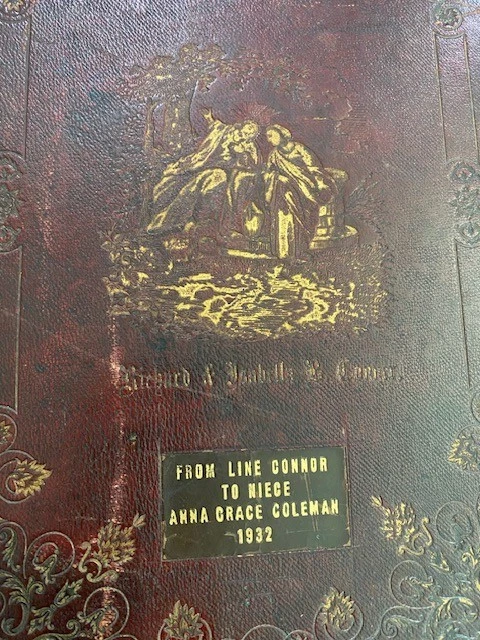 Richard & Isabella B. Connor.
FROM LINE CONNOR
TO NIECE
ANNA GRACE COLEMAN
1932